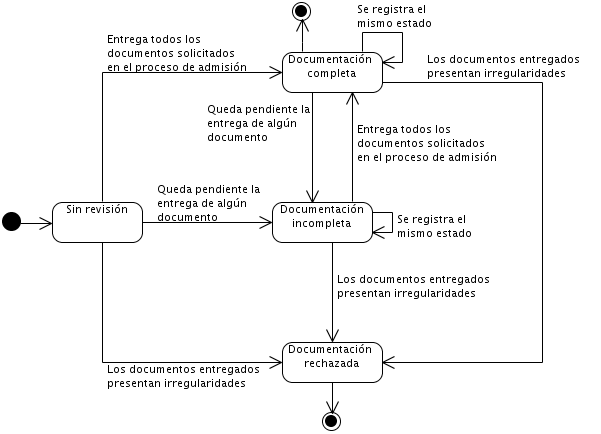 Se registra el
mismo estado
Entrega todos los
documentos solicitados
en el proceso de admisión
Documentación
completa
Los documentos entregados
presentan irregularidades
Queda pendiente la
entrega de algún
documento
Entrega todos los
documentos solicitados
en el proceso de admisión
Queda pendiente la
entrega de algún
documento
Sin revisión
Documentación
incompleta
Se registra el
mismo estado
Los documentos entregados
presentan irregularidades
Documentación
rechazada
Los documentos entregados
presentan irregularidades